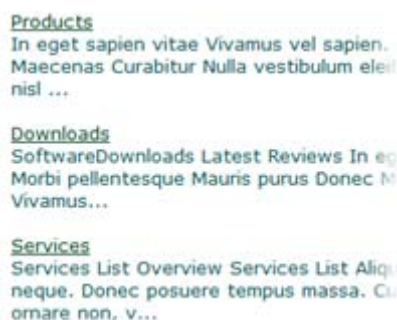 Products
In eget sapien vitae Vivamus vel sapien.
Maecenas Curabitur Nulla vestibulum
nisl ...
Downloads
SoftwareDownloads Latest Reviews In
Morbi pellentesque Mauris purus Donec
Vivamus...
Services
Services List Overview Services List
neque. Donec posuere tempus massa.
ornare non, v...